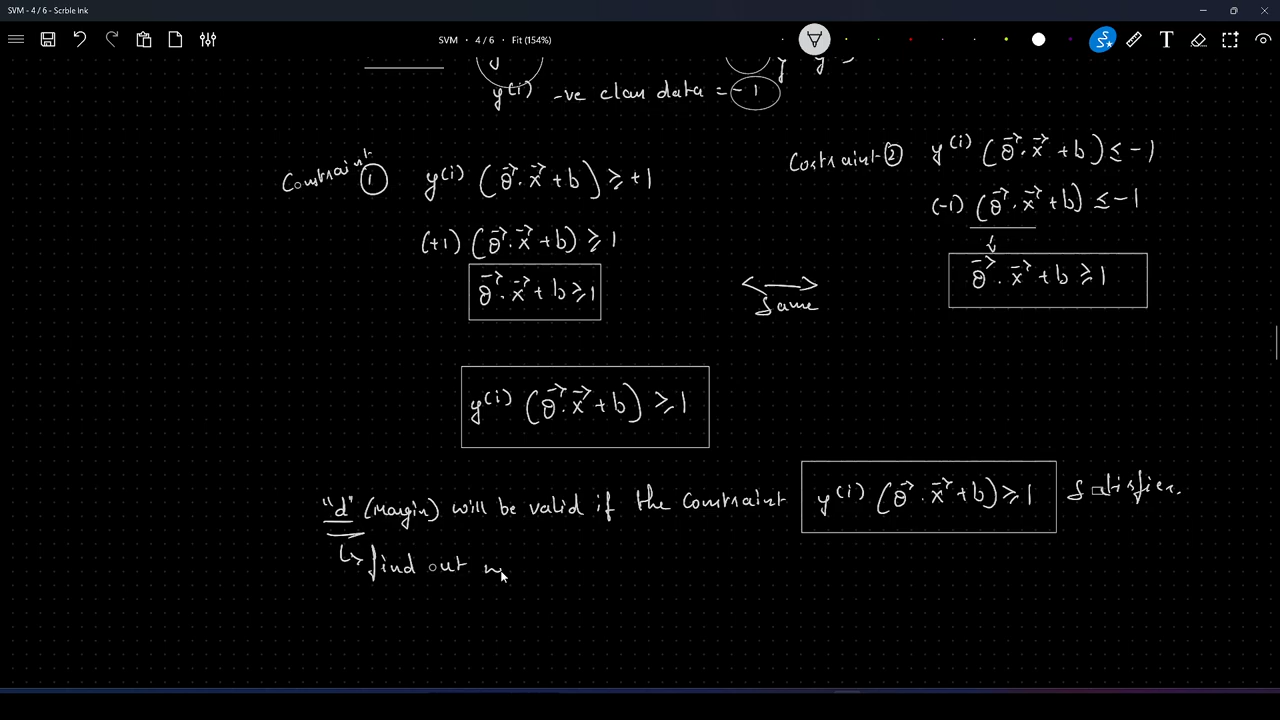 SVM - 4 / 6 - Scrble Ink
SVM • 4 / 6 • Fit (154%)
y(i) -ve class data = -1
Constraint 1 y(i) (θ⃗. x⃗ + b) ≥ +1
(+1) (θ⃗. x⃗ + b) ≥ 1
θ⃗. x⃗ + b ≥ 1
Costraint 2 y(i) (θ⃗. x⃗ + b) ≤ -1
(-1) (θ⃗. x⃗ + b) ≤ -1
θ⃗. x⃗ + b ≥ 1
Same
y(i) (θ⃗. x⃗ + b) ≥ 1
"d" (margin) will be valid if the constraint y(i) (θ⃗. x⃗ + b) ≥ 1 satisfies.
find out